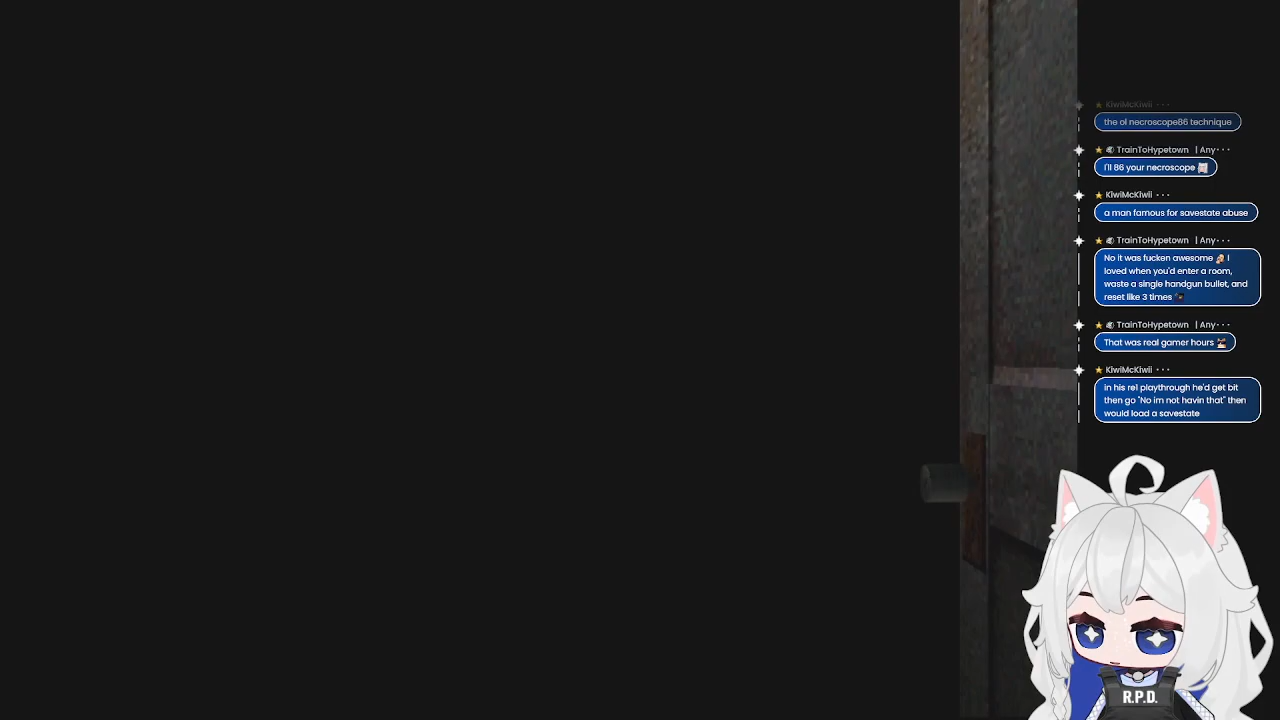 KiwiMcKiwii ···
the ol necroscope86 technique
TrainToHypetown | Any···
I'll 86 your necroscope
KiwiMcKiwii ···
a man famous for savestate abuse
TrainToHypetown | Any···
No it was fucken awesome I
loved when you'd enter a room,
waste a single handgun bullet, and
reset like 3 times
TrainToHypetown | Any···
That was real gamer hours
KiwiMcKiwii ···
in his re1 playthrough he'd get bit
then go "No im not havin that" then
would load a savestate
R.P.D.